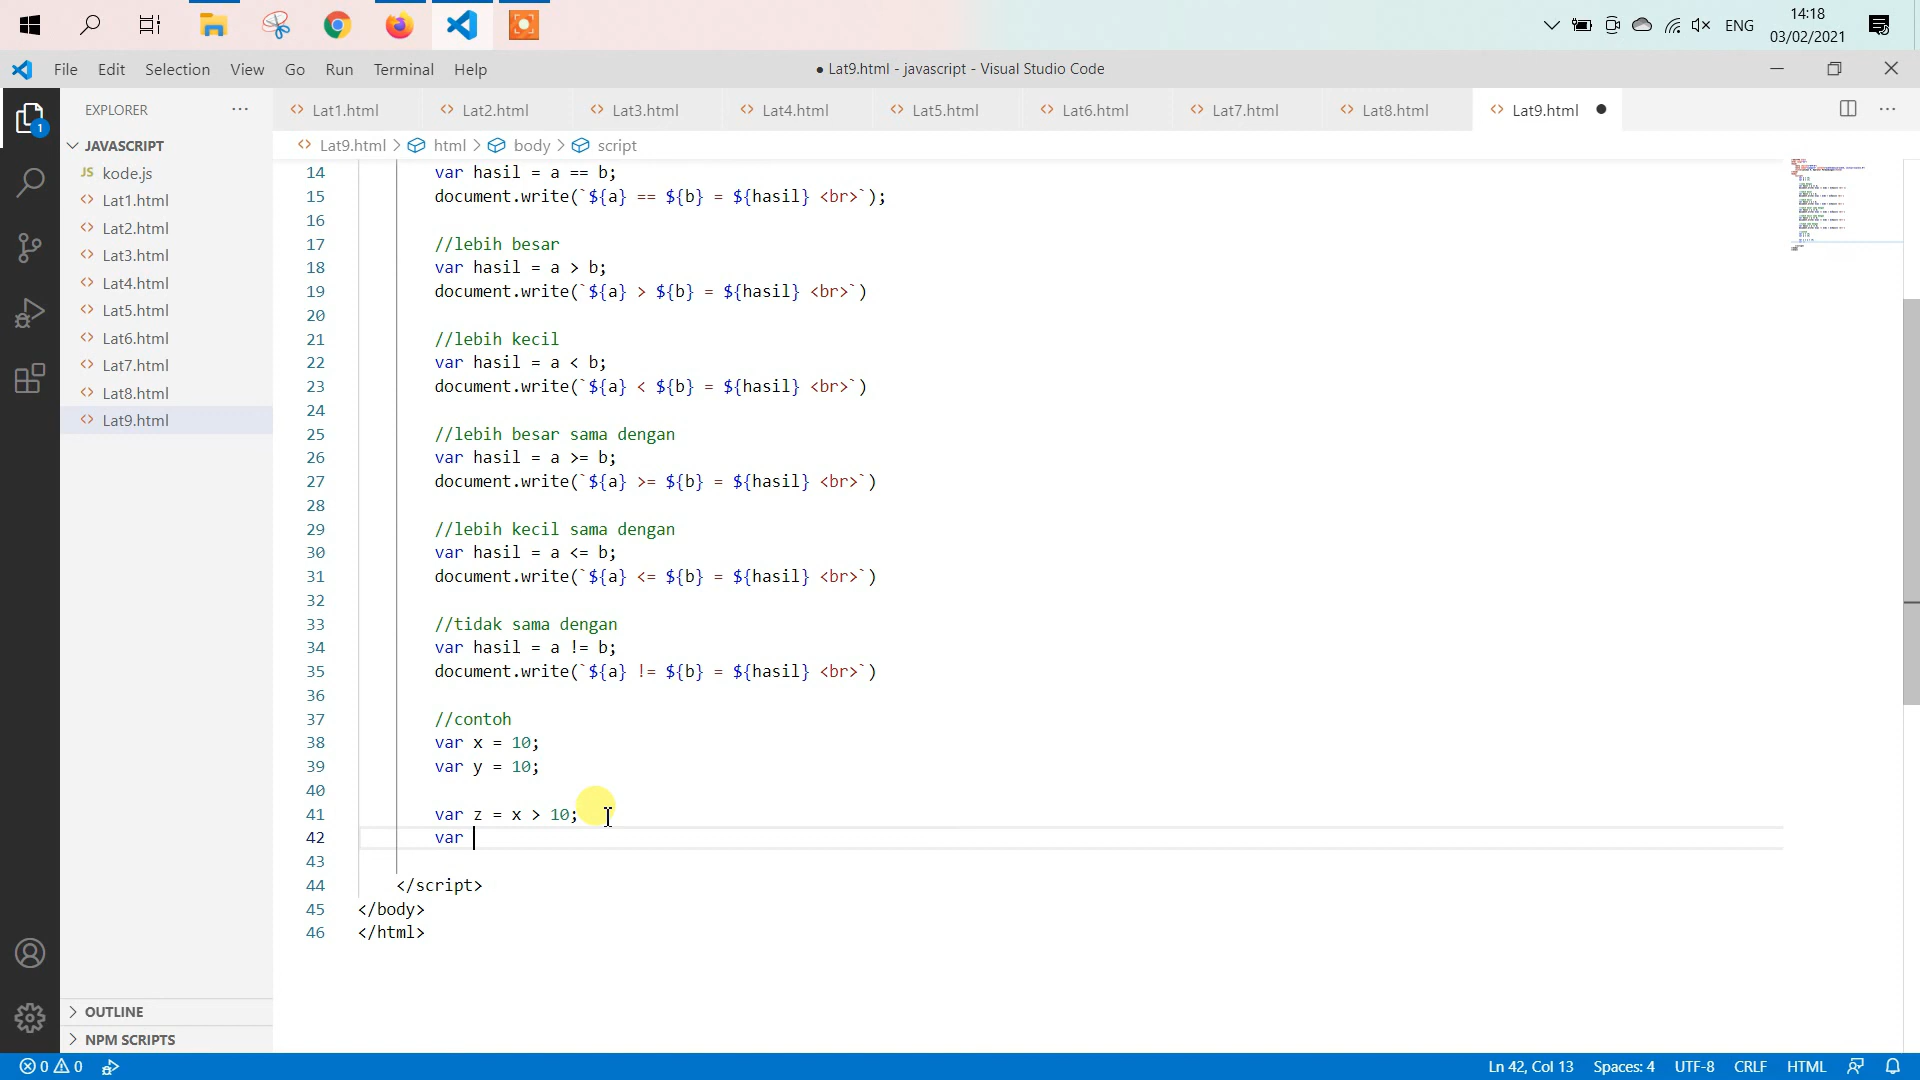 ENG
14:18
03/02/2021
File Edit Selection View Go Run Terminal Help
● Lat9.html - javascript - Visual Studio Code
EXPLORER
Lat1.html
Lat2.html
Lat3.html
Lat4.html
Lat5.html
Lat6.html
Lat7.html
Lat8.html
Lat9.html
Lat9.html > html > body > script
1
JAVASCRIPT
JS kode.js
Lat1.html
Lat2.html
Lat3.html
Lat4.html
Lat5.html
Lat6.html
Lat7.html
Lat8.html
Lat9.html
OUTLINE
NPM SCRIPTS
14 var hasil = a == b;
15 document.write(`${a} == ${b} = ${hasil} <br>`);
16
17 //lebih besar
18 var hasil = a > b;
19 document.write(`${a} > ${b} = ${hasil} <br>`)
20
21 //lebih kecil
22 var hasil = a < b;
23 document.write(`${a} < ${b} = ${hasil} <br>`)
24
25 //lebih besar sama dengan
26 var hasil = a >= b;
27 document.write(`${a} >= ${b} = ${hasil} <br>`)
28
29 //lebih kecil sama dengan
30 var hasil = a <= b;
31 document.write(`${a} <= ${b} = ${hasil} <br>`)
32
33 //tidak sama dengan
34 var hasil = a != b;
35 document.write(`${a} != ${b} = ${hasil} <br>`)
36
37 //contoh
38 var x = 10;
39 var y = 10;
40
41 var z = x > 10;
42 var
43
44 </script>
45 </body>
46 </html>
0 0
Ln 42, Col 13 Spaces: 4 UTF-8 CRLF HTML